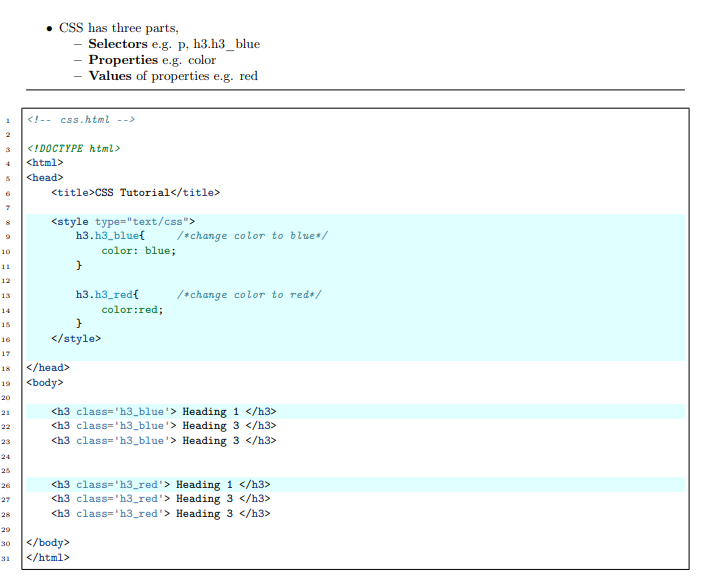 • CSS has three parts,
– Selectors e.g. p, h3.h3_blue
– Properties e.g. color
– Values of properties e.g. red
1 <!-- css.html -->
2
3 <!DOCTYPE html>
4 <html>
5 <head>
6     <title>CSS Tutorial</title>
7
8     <style type="text/css">
9         h3.h3_blue{     /*change color to blue*/
10             color: blue;
11         }
12
13         h3.h3_red{      /*change color to red*/
14             color:red;
15         }
16     </style>
17
18 </head>
19 <body>
20
21     <h3 class='h3_blue'> Heading 1 </h3>
22     <h3 class='h3_blue'> Heading 3 </h3>
23     <h3 class='h3_blue'> Heading 3 </h3>
24
25
26     <h3 class='h3_red'> Heading 1 </h3>
27     <h3 class='h3_red'> Heading 3 </h3>
28     <h3 class='h3_red'> Heading 3 </h3>
29
30 </body>
31 </html>